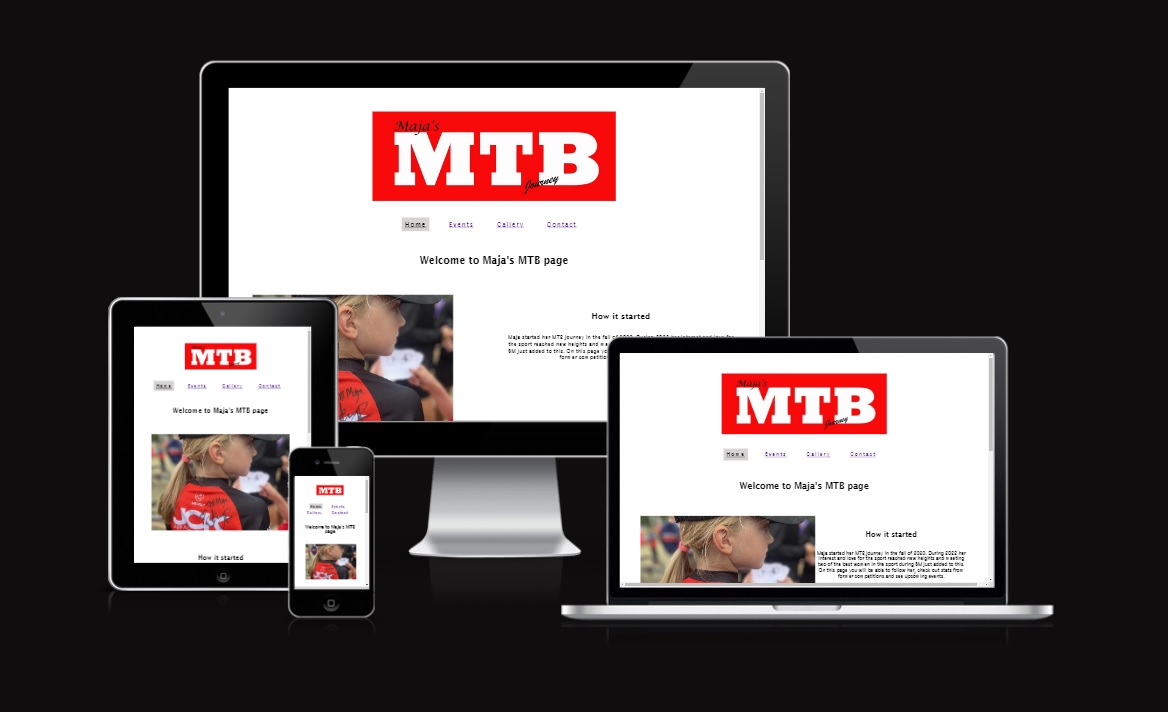 Maja's
MTB
Journey
Home Events Gallery Contact
Welcome to Maja's MTB page
How it started
Maja started her MTB journey in the fall of 2020. During 2022 her interest and love for
the sport reached new heights and
SM just added to this. On this page
former
MTB
Home Events Gallery Contact
Welcome to Maja's MTB page
JCBC
How it started
MTB
Home Events
Gallery Contact
Welcome to Maja's MTB
page
Maja's
MTB
Journey
Home Events Gallery Contact
Welcome to Maja's MTB page
How it started
Maja started her MTB journey in the fall of 2020. During 2022 her
interest and love for the sport reached new heights and meeting
two of the best women in the sport during SM just added to this.
On this page you will be able to follow her, check out stats from
former competitions and see upcoming events.